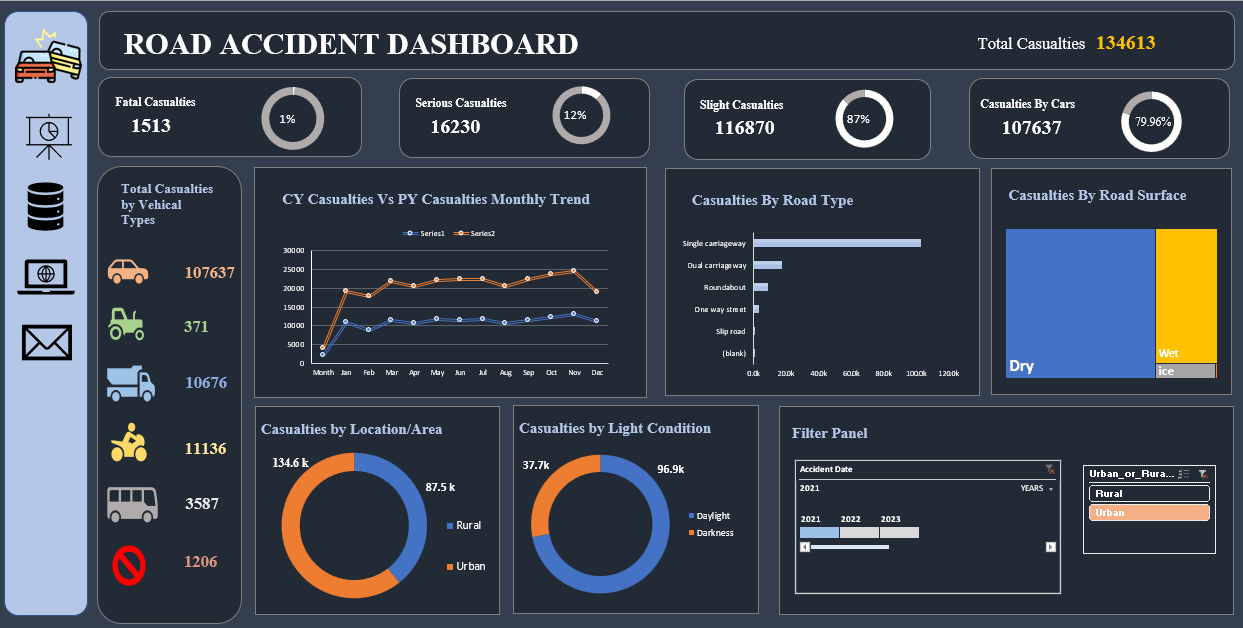 ROAD ACCIDENT DASHBOARD
Total Casualties 134613
Fatal Casualties
1513
1%
Serious Casualties
16230
12%
Slight Casualties
116870
87%
Casualties By Cars
107637
79.96%
Total Casualties
by Vehical
Types
107637
371
10676
11136
3587
1206
CY Casualties Vs PY Casualties Monthly Trend
Series1 Series2
30000
25000
20000
15000
10000
5000
0
Month Jan Feb Mar Apr May Jun Jul Aug Sep Oct Nov Dec
Casualties By Road Type
Single carriageway
Dual carriageway
Roundabout
One way street
Slip road
(blank)
0.0k 20.0k 40.0k 60.0k 80.0k 100.0k 120.0k
Casualties By Road Surface
Dry
Wet
ice
Casualties by Location/Area
134.6 k
87.5 k
Rural
Urban
Casualties by Light Condition
37.7k
96.9k
Daylight
Darkness
Filter Panel
Accident Date
2021
YEARS
2021 2022 2023
Urban_or_Rura...
Rural
Urban